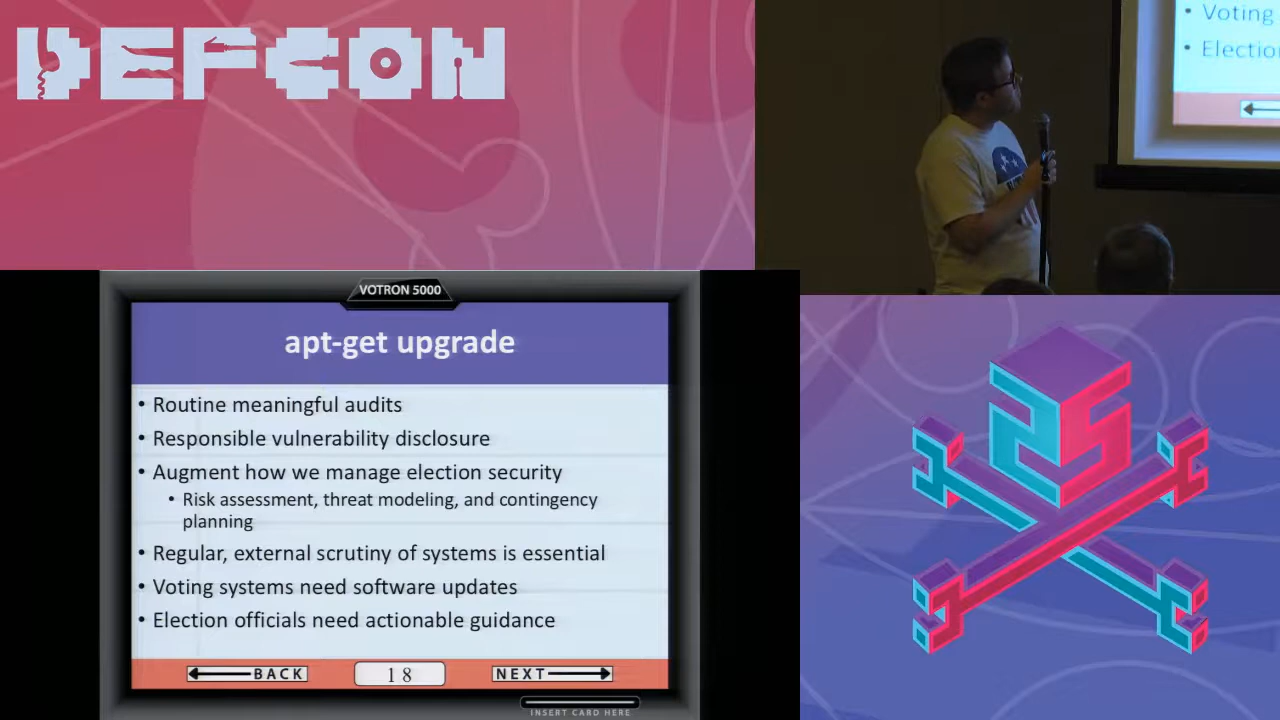 DEFCON
Voting
Election
VOTRON 5000
apt-get upgrade
• Routine meaningful audits
• Responsible vulnerability disclosure
• Augment how we manage election security
• Risk assessment, threat modeling, and contingency
planning
• Regular, external scrutiny of systems is essential
• Voting systems need software updates
• Election officials need actionable guidance
BACK
18
NEXT
INSERT CARD HERE
25